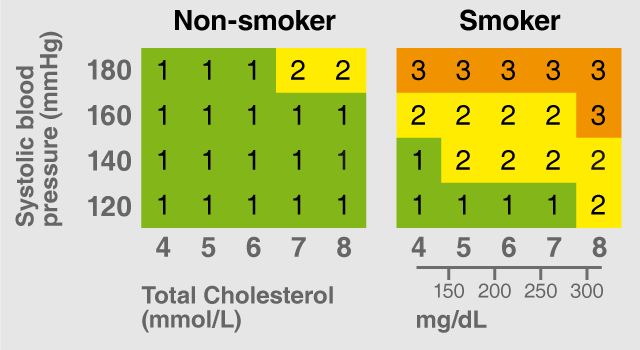 Non-smoker Smoker
Systolic blood
pressure (mmHg)
180 1 1 1 2 2 3 3 3 3 3
160 1 1 1 1 1 2 2 2 2 3
140 1 1 1 1 1 1 2 2 2 2
120 1 1 1 1 1 1 1 1 1 2
4 5 6 7 8 4 5 6 7 8
150 200 250 300
Total Cholesterol
(mmol/L)
mg/dL